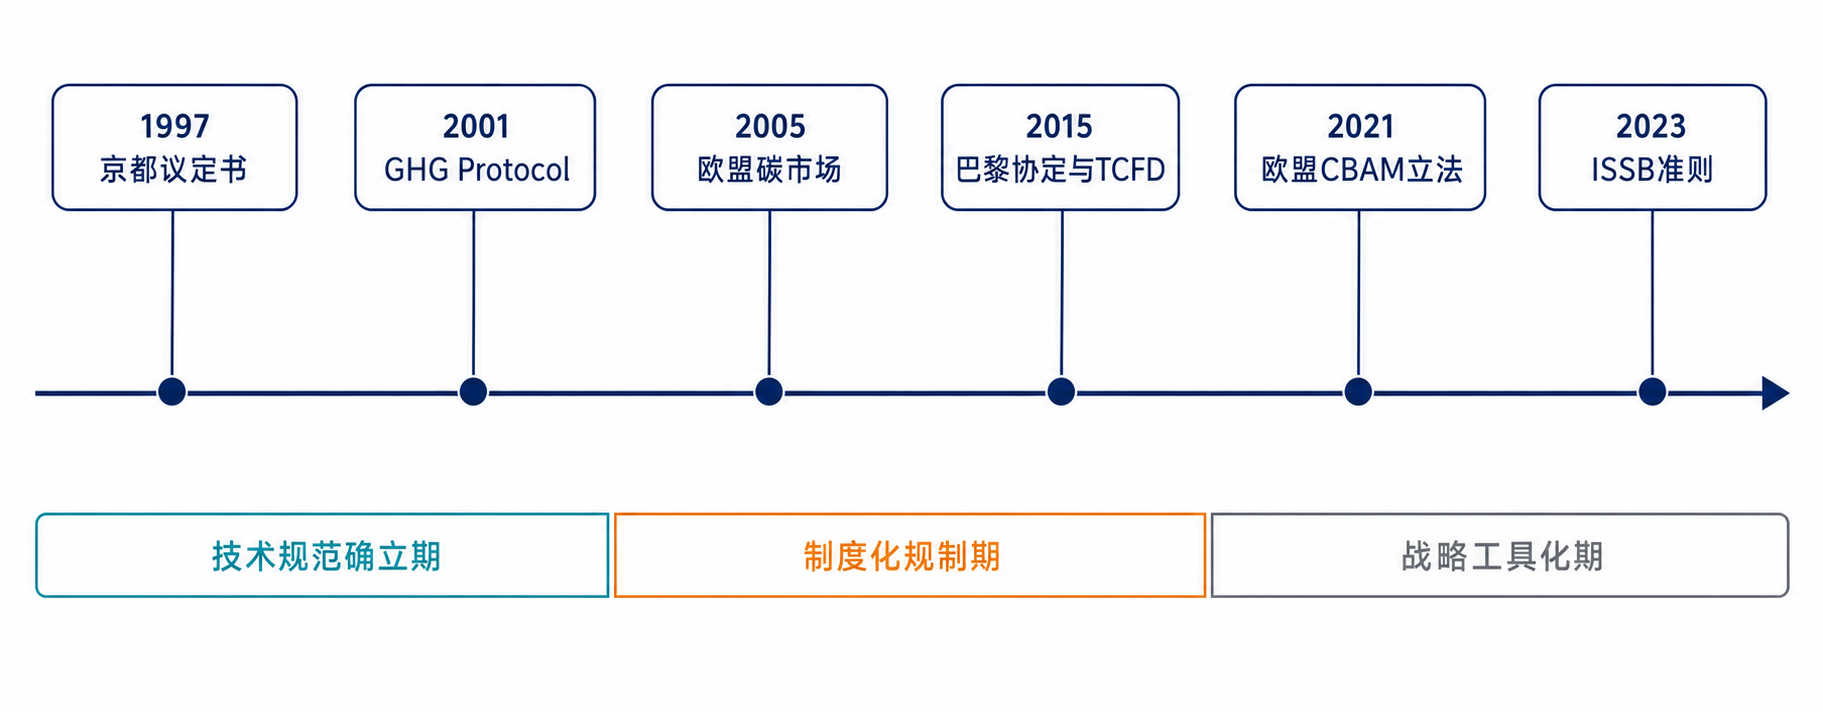 1997
京都议定书
2001
GHG Protocol
2005
欧盟碳市场
2015
巴黎协定与TCFD
2021
欧盟CBAM立法
2023
ISSB准则
技术规范确立期
制度化规制期
战略工具化期